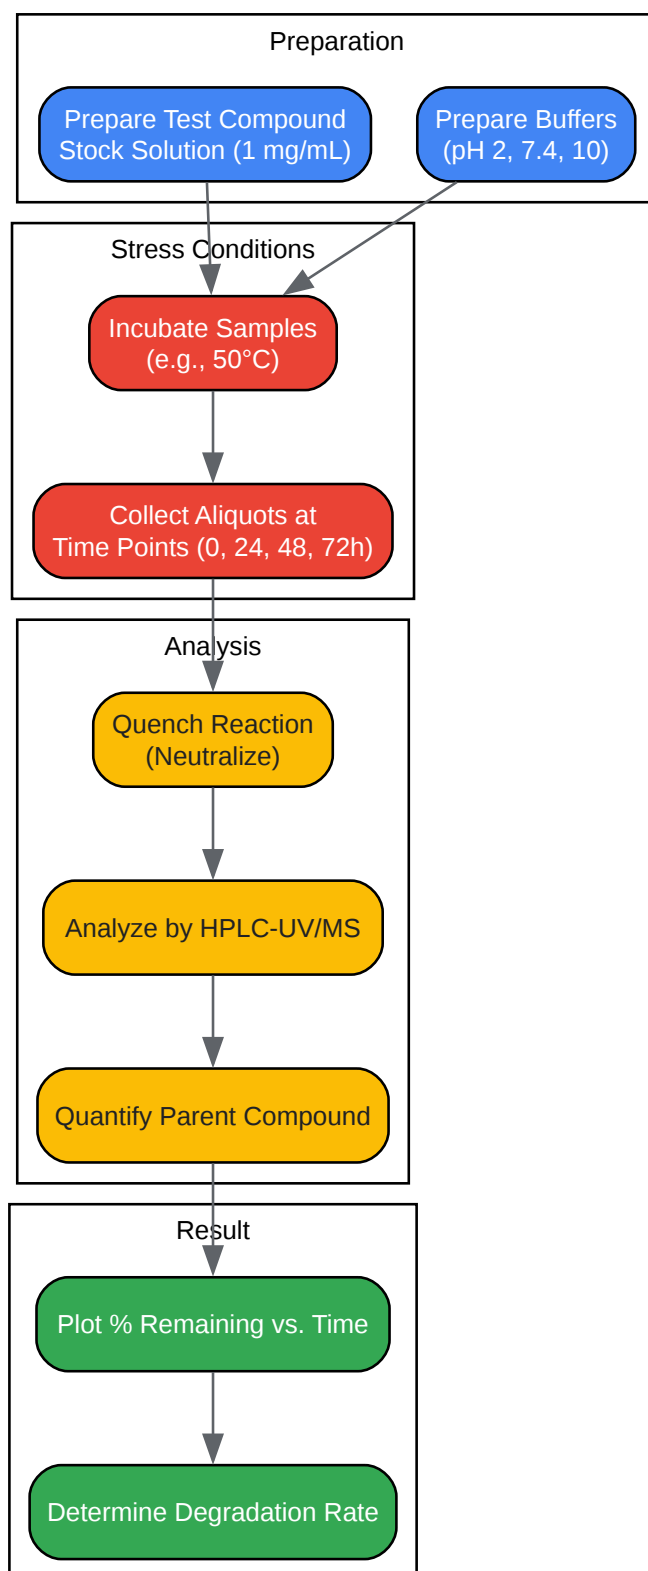 Preparation
Prepare Test Compound
Stock Solution (1 mg/mL)
Prepare Buffers
(pH 2, 7.4, 10)
Stress Conditions
Incubate Samples
(e.g., 50°C)
Collect Aliquots at
Time Points (0, 24, 48, 72h)
Analysis
Quench Reaction
(Neutralize)
Analyze by HPLC-UV/MS
Quantify Parent Compound
Result
Plot % Remaining vs. Time
Determine Degradation Rate